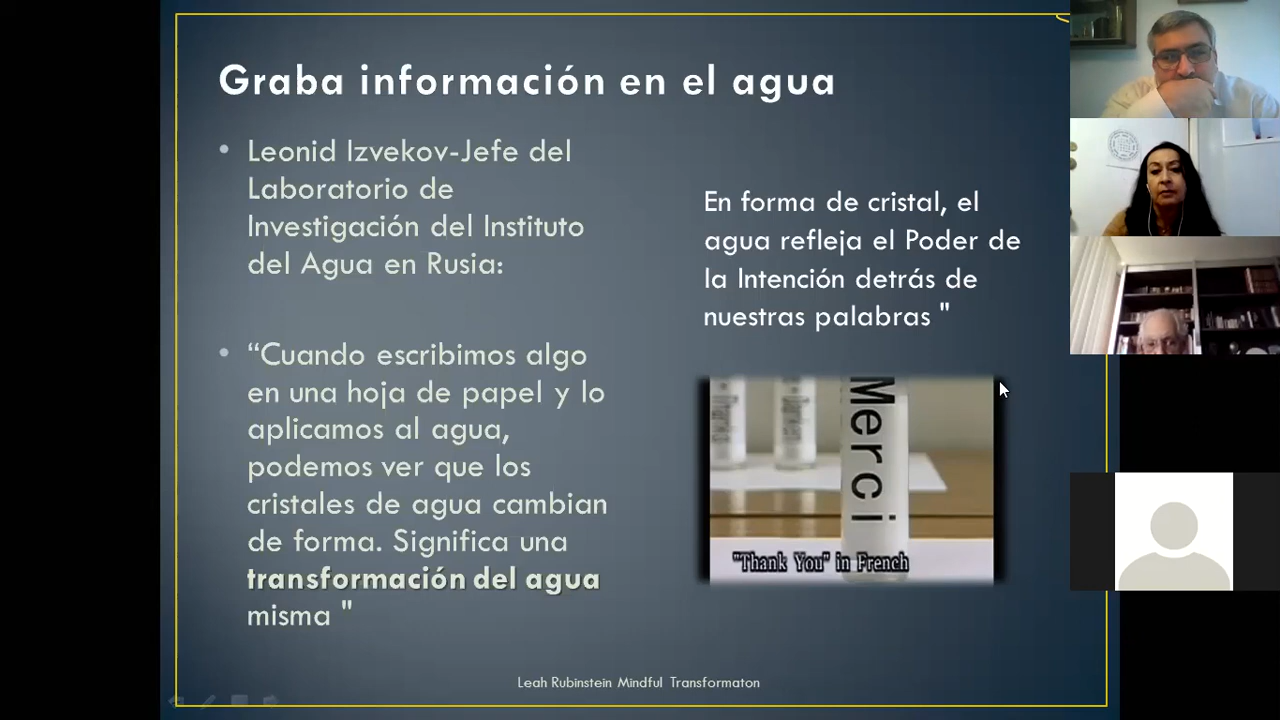 Graba información en el agua
• Leonid Izvekov-Jefe del
Laboratorio de
Investigación del Instituto
del Agua en Rusia:
• “Cuando escribimos algo
en una hoja de papel y lo
aplicamos al agua,
podemos ver que los
cristales de agua cambian
de forma. Significa una
transformación del agua
misma "
En forma de cristal, el
agua refleja el Poder de
la Intención detrás de
nuestras palabras "
Merci
"Thank You" in French
Leah Rubinstein Mindful Transformaton